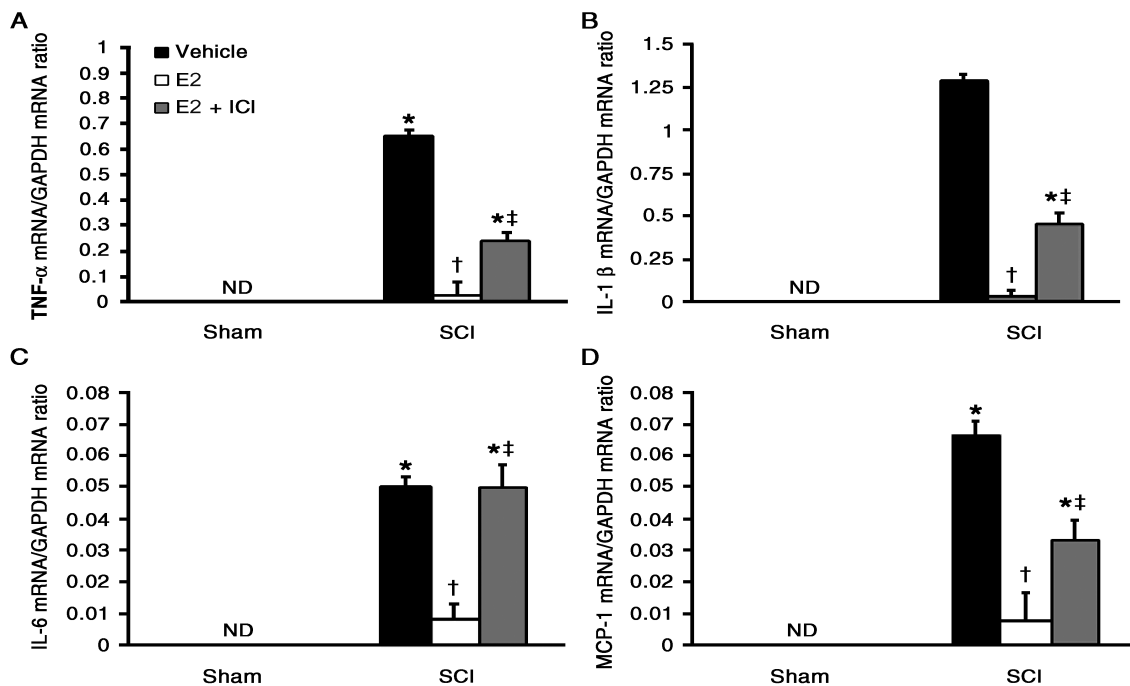 A
TNF-α mRNA/GAPDH mRNA ratio
1
0.9
0.8
0.7
0.6
0.5
0.4
0.3
0.2
0.1
0
Vehicle
E2
E2 + ICI
*
†
*‡
ND
Sham
SCI
B
IL-1 β mRNA/GAPDH mRNA ratio
1.5
1.25
1
0.75
0.5
0.25
0
*‡
†
ND
Sham
SCI
C
IL-6 mRNA/GAPDH mRNA ratio
0.08
0.07
0.06
0.05
0.04
0.03
0.02
0.01
0
*
†
*‡
ND
Sham
SCI
D
MCP-1 mRNA/GAPDH mRNA ratio
0.08
0.07
0.06
0.05
0.04
0.03
0.02
0.01
0
*
†
*‡
ND
Sham
SCI